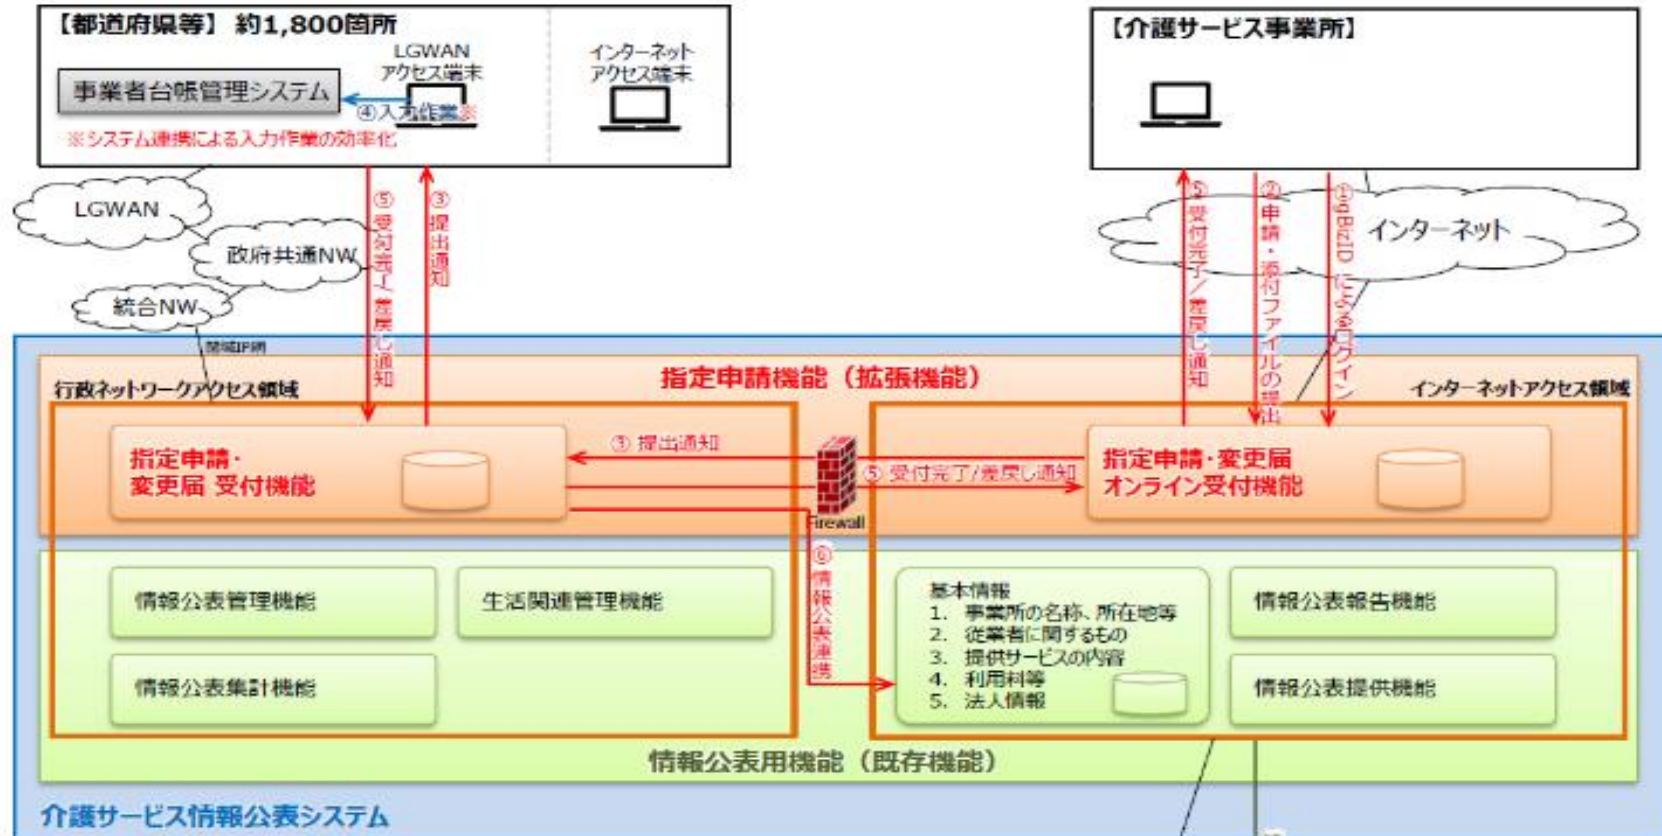 【都道府県等】 約1,800箇所
LGWAN
アクセス端末
インターネット
アクセス端末
事業者台帳管理システム
④入力作業※
※システム連携による入力作業の効率化
【介護サービス事業所】
LGWAN
政府共通NW
統合NW
閉域IP網
⑤受付完了/差戻し通知
③提出通知
⑤受付完了/差戻し通知
②申請・添付ファイルの提出
①gBizIDによるログイン
インターネット
行政ネットワークアクセス領域
指定申請機能（拡張機能）
インターネットアクセス領域
指定申請・
変更届 受付機能
③ 提出通知
⑤ 受付完了/差戻し通知
Firewall
指定申請・変更届
オンライン受付機能
⑥情報公表連携
情報公表管理機能
生活関連管理機能
情報公表集計機能
基本情報
1. 事業所の名称、所在地等
2. 従業者に関するもの
3. 提供サービスの内容
4. 利用料等
5. 法人情報
情報公表報告機能
情報公表提供機能
情報公表用機能（既存機能）
介護サービス情報公表システム